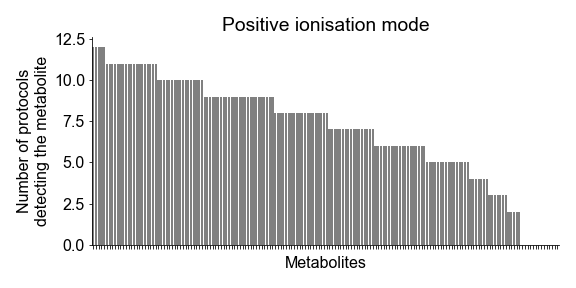 Positive ionisation mode
12.5
10.0
7.5
5.0
2.5
0.0
Number of protocols
detecting the metabolite
Metabolites